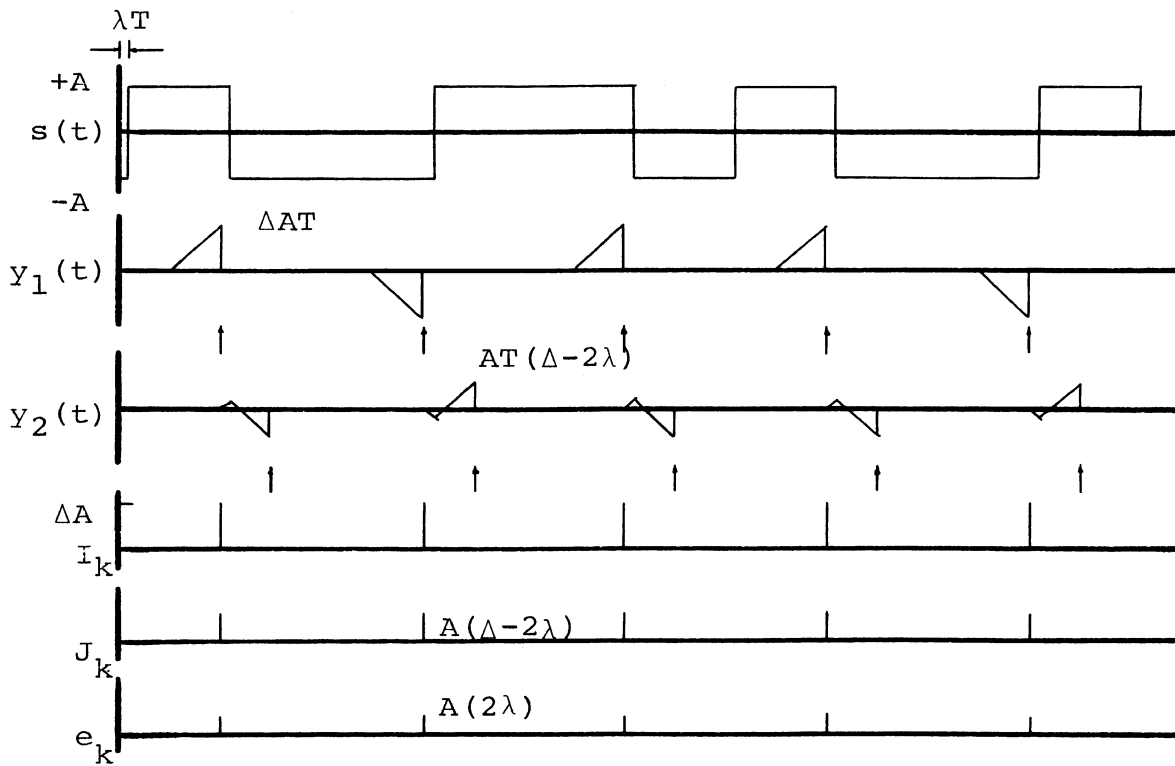 λT
+A
s(t)
-A
ΔAT
y1(t)
AT(Δ-2λ)
y2(t)
ΔA
Ik
A(Δ-2λ)
Jk
A(2λ)
ek